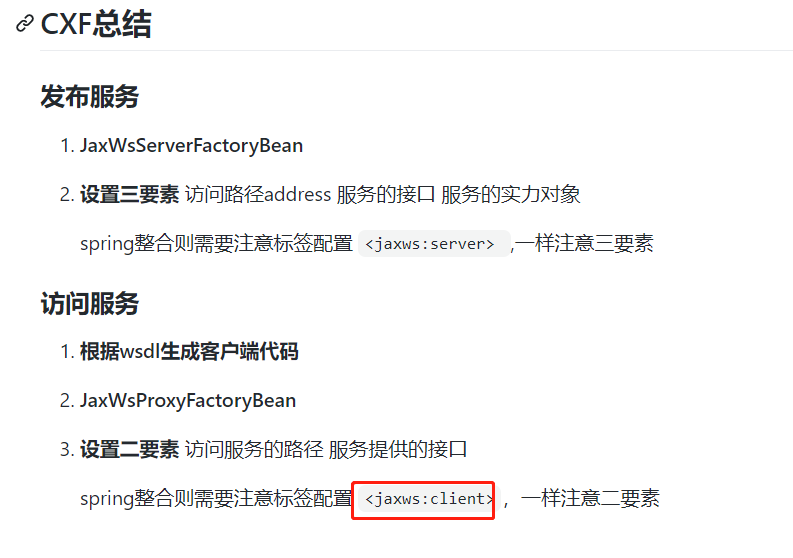 CXF总结
发布服务
1. JaxWsServerFactoryBean
2. 设置三要素 访问路径address 服务的接口 服务的实力对象
spring整合则需要注意标签配置 <jaxws:server> ,一样注意三要素
访问服务
1. 根据wsdl生成客户端代码
2. JaxWsProxyFactoryBean
3. 设置二要素 访问服务的路径 服务提供的接口
spring整合则需要注意标签配置 <jaxws:client> ，一样注意二要素